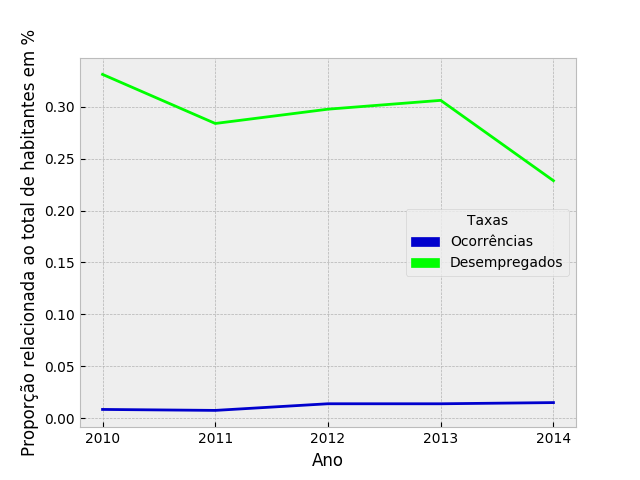 Proporção relacionada ao total de habitantes em %
0.30
0.25
0.20
0.15
0.10
0.05
0.00
Taxas
Ocorrências
Desempregados
2010 2011 2012 2013 2014
Ano